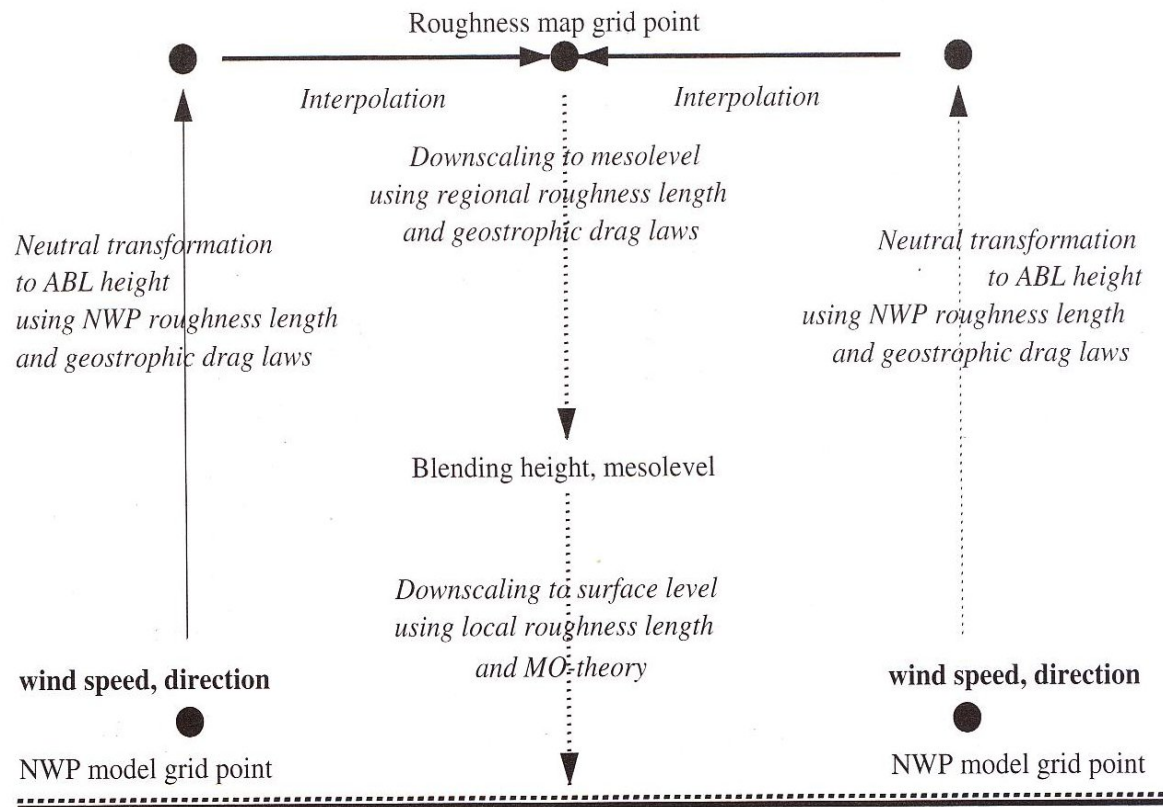 Roughness map grid point
Interpolation
Interpolation
Downscaling to mesolevel
using regional roughness length
and geostrophic drag laws
Neutral transformation
to ABL height
using NWP roughness length
and geostrophic drag laws
Neutral transformation
to ABL height
using NWP roughness length
and geostrophic drag laws
Blending height, mesolevel
Downscaling to surface level
using local roughness length
and MO-theory
wind speed, direction
NWP model grid point
wind speed, direction
NWP model grid point